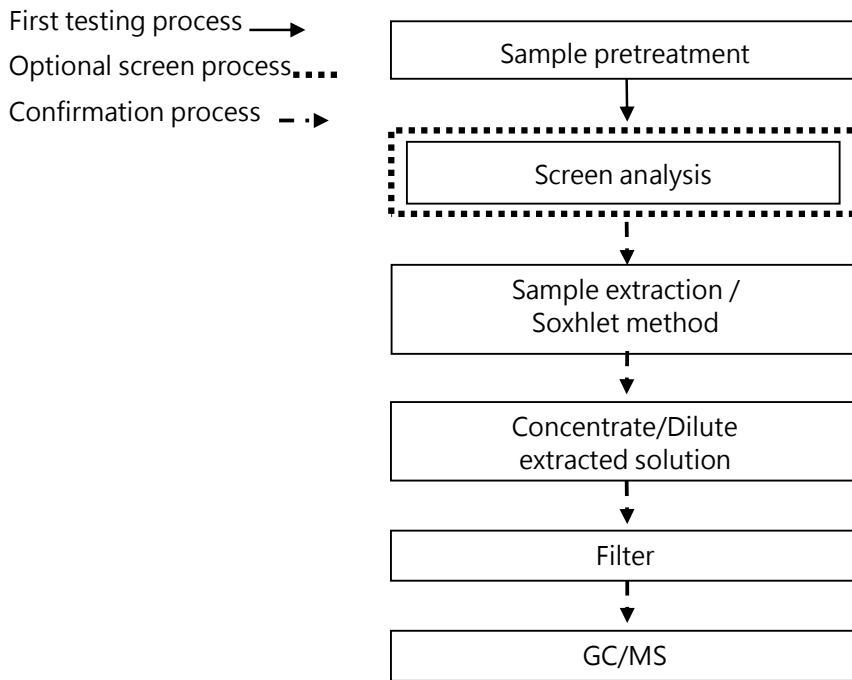 First testing process
Optional screen process
Confirmation process
Sample pretreatment
Screen analysis
Sample extraction /
Soxhlet method
Concentrate/Dilute
extracted solution
Filter
GC/MS